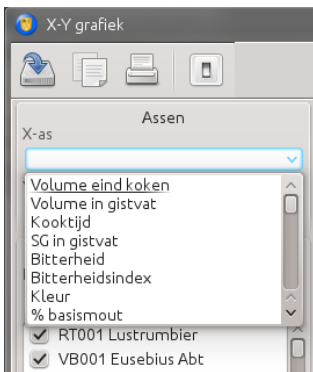 X-Y grafiek
Assen
X-as
Volume eind koken
Volume in gistvat
Kooktijd
SG in gistvat
Bitterheid
Bitterheidsindex
Kleur
% basismout
RT001 Lustrumbier
VB001 Eusebius Abt